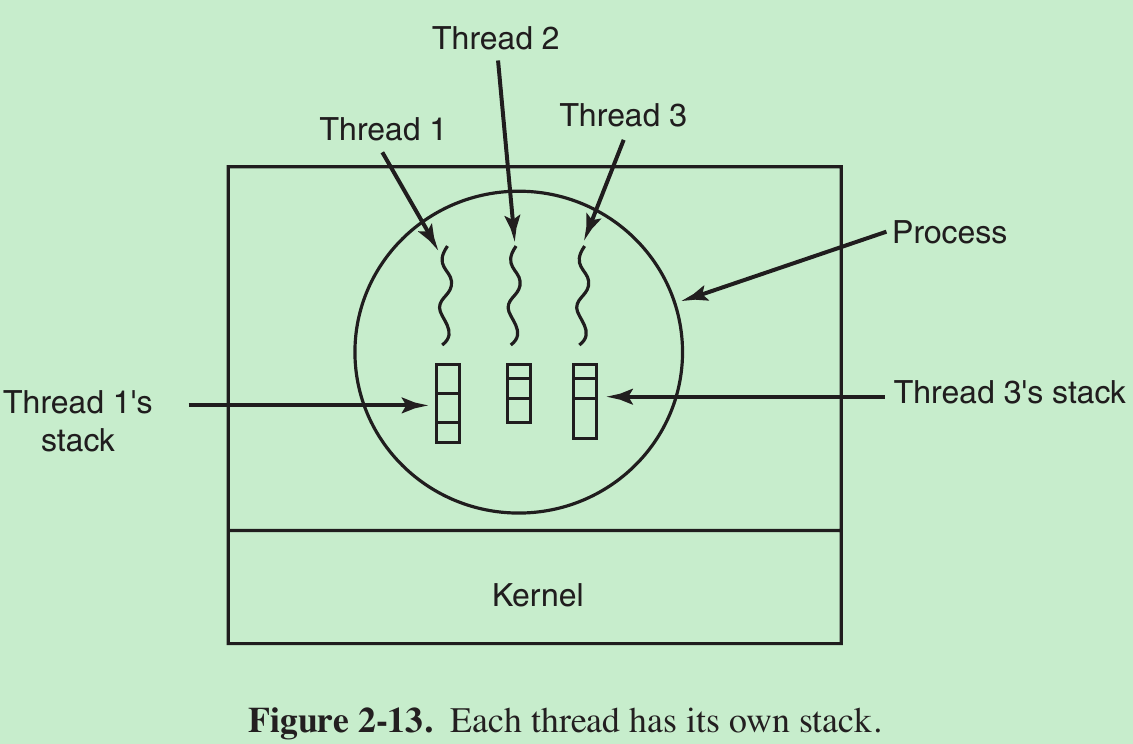 Thread 2
Thread 1
Thread 3
Process
Thread 1's
stack
Thread 3's stack
Kernel
Figure 2-13. Each thread has its own stack.